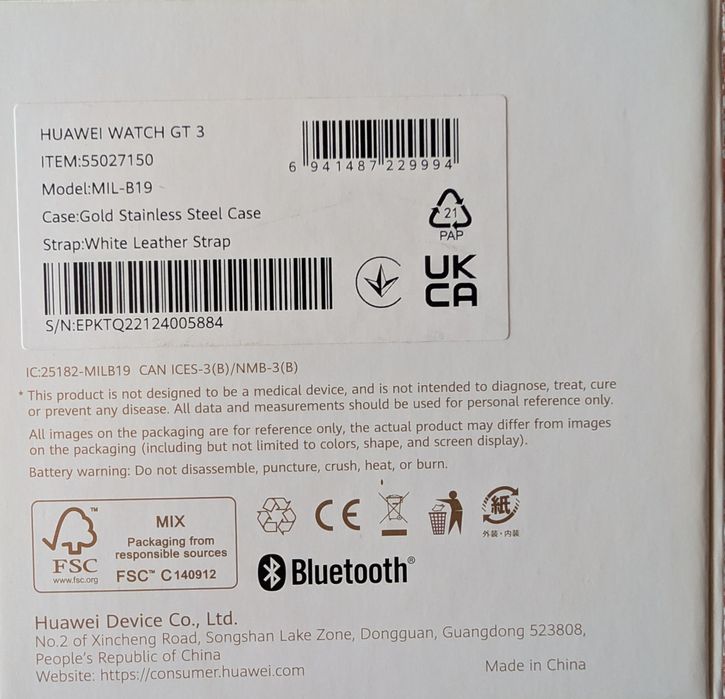 HUAWEI WATCH GT 3
ITEM:55027150
Model:MIL-B19
Case:Gold Stainless Steel Case
Strap:White Leather Strap
S/N:EPKTQ22124005884
6 941487 229994
21
PAP
UK
CA
IC:25182-MILB19 CAN ICES-3(B)/NMB-3(B)
* This product is not designed to be a medical device, and is not intended to diagnose, treat, cure
or prevent any disease. All data and measurements should be used for personal reference only.
All images on the packaging are for reference only, the actual product may differ from images
on the packaging (including but not limited to colors, shape, and screen display).
Battery warning: Do not disassemble, puncture, crush, heat, or burn.
™
FSC
www.fsc.org
MIX
Packaging from
responsible sources
FSC™ C140912
CE
紙
外装・内装
Bluetooth®
Huawei Device Co., Ltd.
No.2 of Xincheng Road, Songshan Lake Zone, Dongguan, Guangdong 523808,
People's Republic of China
Website: https://consumer.huawei.com
Made in China